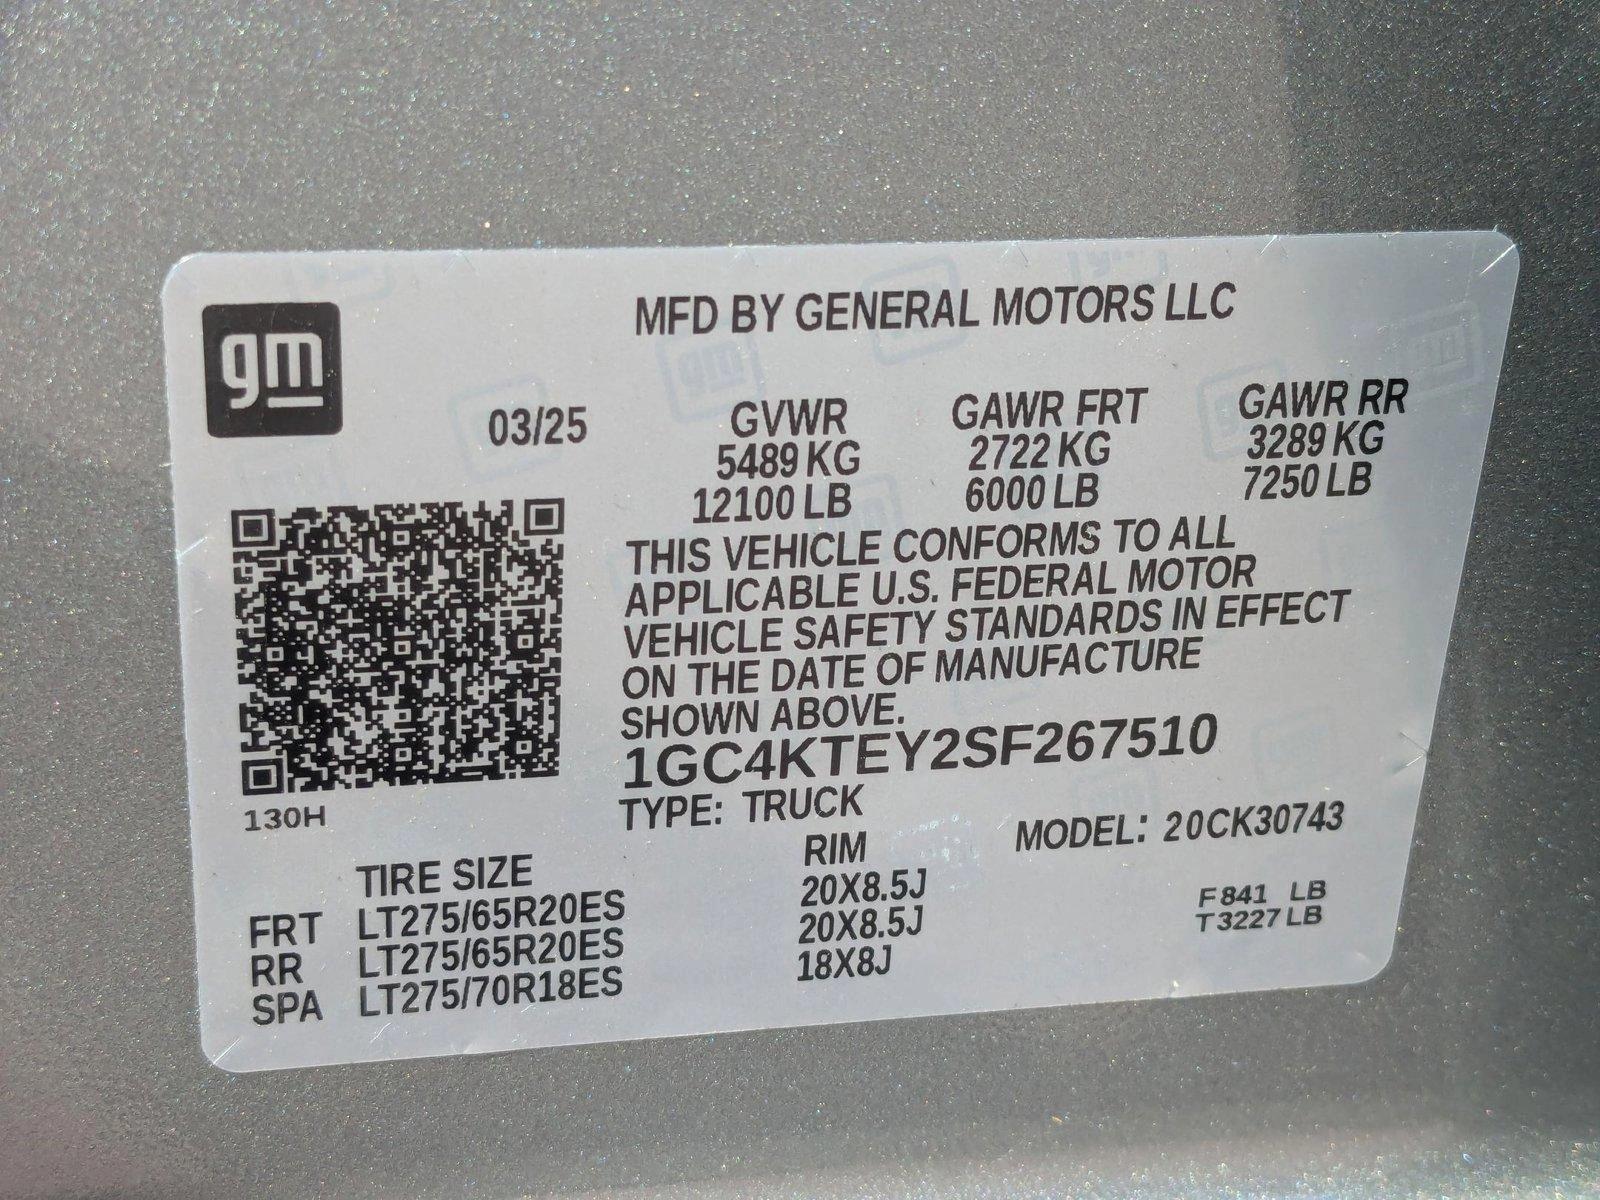 gm
MFD BY GENERAL MOTORS LLC
03/25 GVWR GAWR FRT GAWR RR
5489 KG 2722 KG 3289 KG
12100 LB 6000 LB 7250 LB
THIS VEHICLE CONFORMS TO ALL
APPLICABLE U.S. FEDERAL MOTOR
VEHICLE SAFETY STANDARDS IN EFFECT
ON THE DATE OF MANUFACTURE
SHOWN ABOVE.
1GC4KTEY2SF267510
130H
TYPE: TRUCK MODEL: 20CK30743
TIRE SIZE RIM
FRT LT275/65R20ES 20X8.5J F 841 LB
RR LT275/65R20ES 20X8.5J T 3227 LB
SPA LT275/70R18ES 18X8J